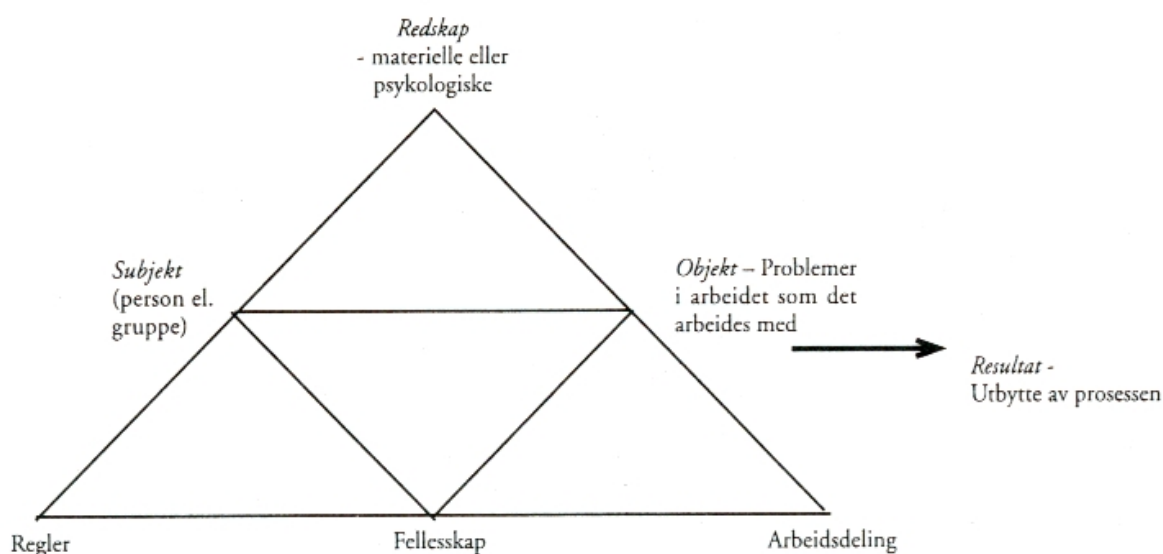 Redskap
- materielle eller
psykologiske
Subjekt
(person el.
gruppe)
Objekt – Problemer
i arbeidet som det
arbeides med
Resultat -
Utbytte av prosessen
Regler
Fellesskap
Arbeidsdeling